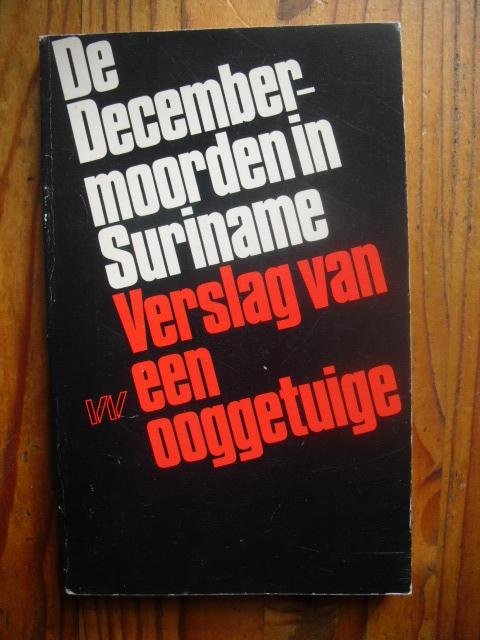 De
December-
moorden in
Suriname
Verslag van
een
ooggetuige